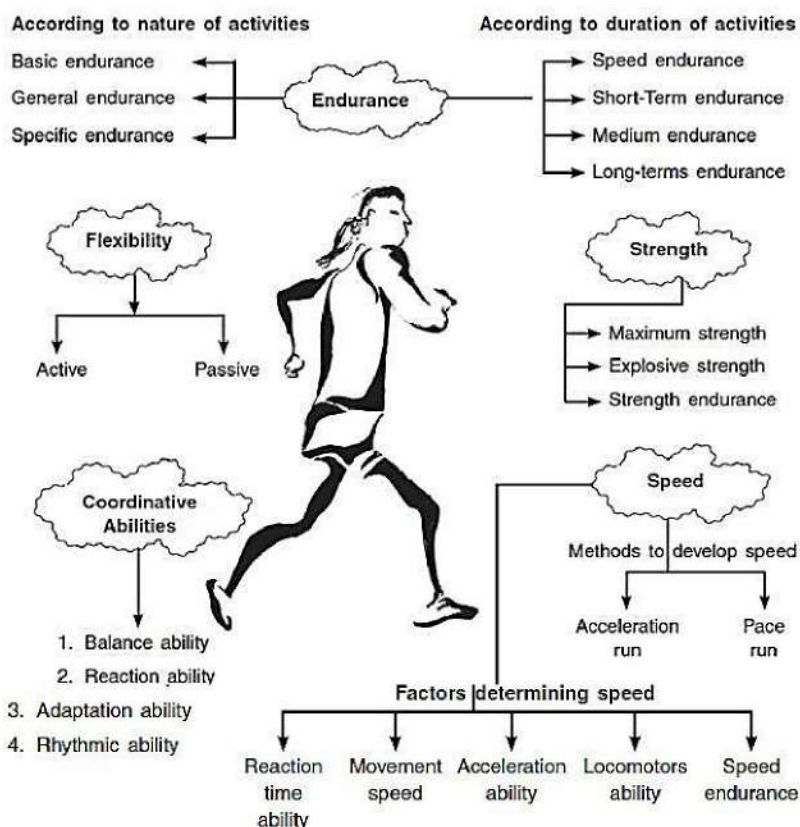 According to nature of activities
According to duration of activities
Basic endurance
General endurance
Specific endurance
Endurance
Speed endurance
Short-Term endurance
Medium endurance
Long-terms endurance
Flexibility
Active
Passive
Strength
Maximum strength
Explosive strength
Strength endurance
Coordinative
Abilities
1. Balance ability
2. Reaction ability
3. Adaptation ability
4. Rhythmic ability
Speed
Methods to develop speed
Acceleration
run
Pace
run
Factors determining speed
Reaction
time
ability
Movement
speed
Acceleration
ability
Locomotors
ability
Speed
endurance